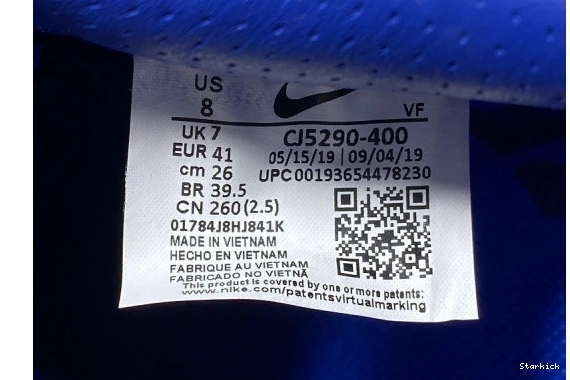 US
8
VF
UK 7
CJ5290-400
EUR 41
05/15/19 | 09/04/19
cm 26
UPC 00193654478230
BR 39.5
CN 260 (2.5)
01784J8HJ841K
MADE IN VIETNAM
HECHO EN VIETNAM
FABRIQUE AU VIETNAM
FABRICADO NO VIETNÃ
This product is covered by one or more patents:
www.nike.com/patentsvirtualmarking
Starkick